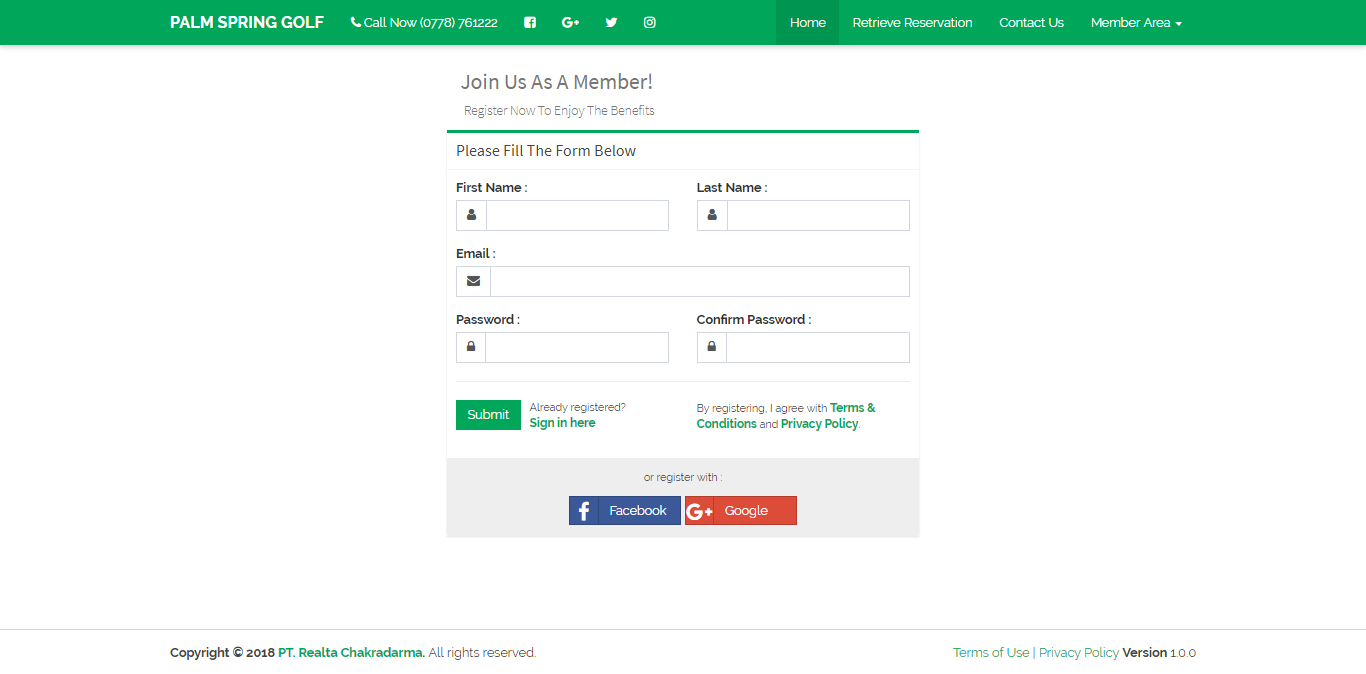 PALM SPRING GOLF Call Now (0778) 761222 Home Retrieve Reservation Contact Us Member Area
Join Us As A Member!
Register Now To Enjoy The Benefits
Please Fill The Form Below
First Name : Last Name :
Email :
Password : Confirm Password :
Submit
Already registered?
Sign in here
By registering, I agree with Terms &
Conditions and Privacy Policy.
or register with :
Facebook G+ Google
Copyright © 2018 PT. Realta Chakradarma. All rights reserved. Terms of Use | Privacy Policy Version 1.0.0